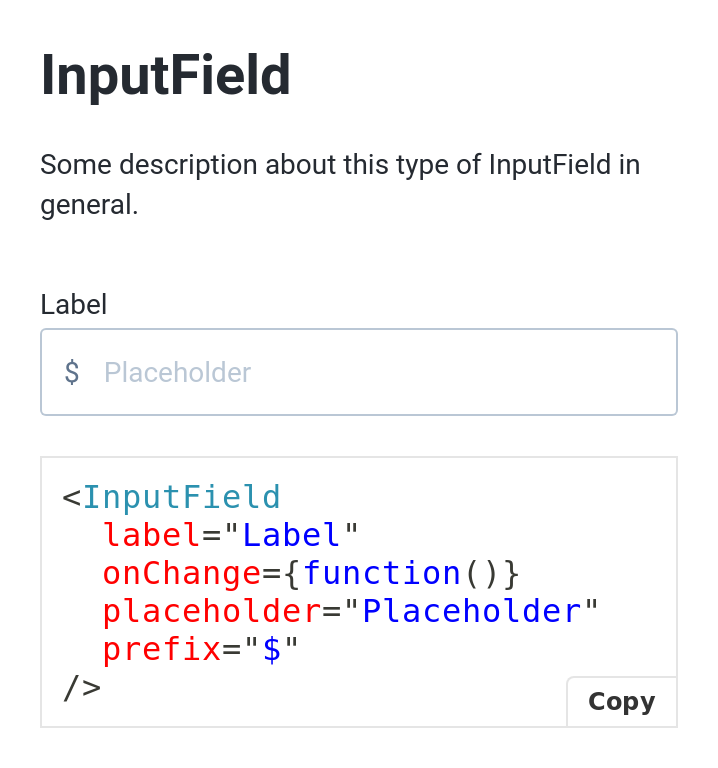 InputField
Some description about this type of InputField in
general.
Label
$ Placeholder
<InputField
  label="Label"
  onChange={function()}
  placeholder="Placeholder"
  prefix="$"
/>
Copy